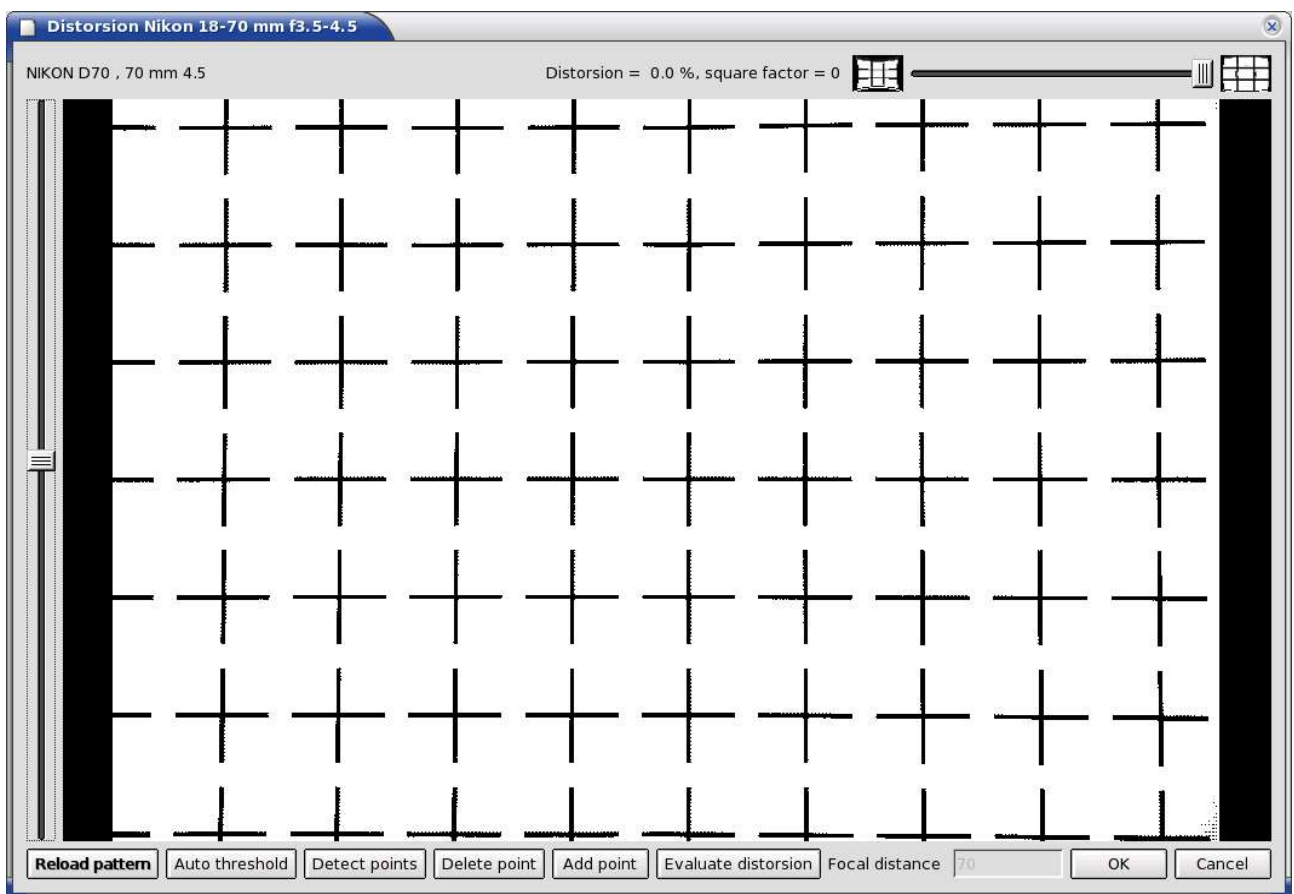 Distorsion Nikon 18-70 mm f3.5-4.5
NIKON D70 , 70 mm 4.5
Distorsion = 0.0 %, square factor = 0
Reload pattern Auto threshold Detect points Delete point Add point Evaluate distorsion Focal distance 70 OK Cancel